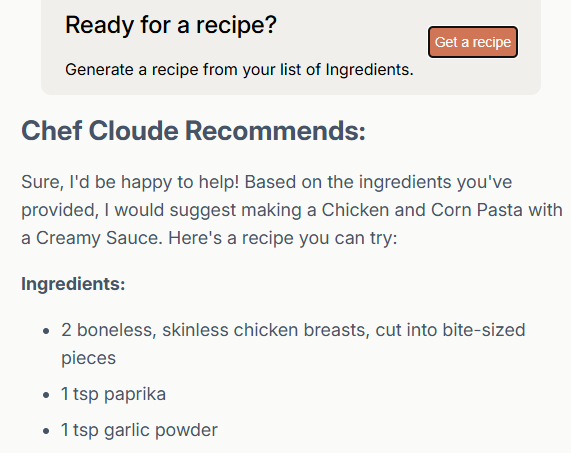 Ready for a recipe?
Get a recipe
Generate a recipe from your list of Ingredients.
Chef Cloude Recommends:
Sure, I'd be happy to help! Based on the ingredients you've
provided, I would suggest making a Chicken and Corn Pasta with
a Creamy Sauce. Here's a recipe you can try:
Ingredients:
• 2 boneless, skinless chicken breasts, cut into bite-sized
pieces
• 1 tsp paprika
• 1 tsp garlic powder